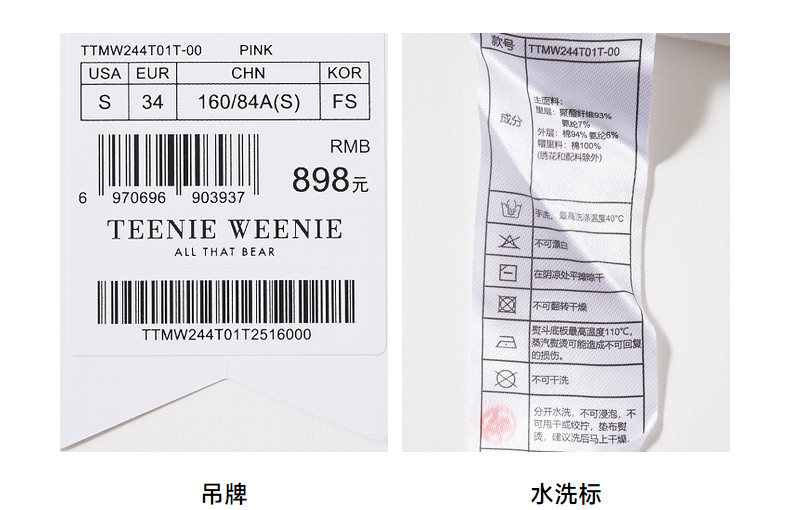 TTMW244T01T-00 PINK
USA EUR CHN KOR
S 34 160/84A(S) FS
RMB
898元
6 970696 903937
TEENIE WEENIE
ALL THAT BEAR
TTMW244T01T2516000
吊牌
款号 TTMW244T01T-00
成分
主面料:
里层: 聚酯纤维93%
氨纶7%
外层: 棉94% 氨纶6%
帽里料: 棉100%
(绣花和配料除外)
手洗，最高洗涤温度40°C
不可漂白
在阴凉处平摊晾干
不可翻转干燥
熨斗底板最高温度110℃,
蒸汽熨烫可能造成不可回复
的损伤。
不可干洗
分开水洗，不可浸泡，不
可甩干或绞拧，垫布熨
烫，建议洗后马上干燥.
水洗标